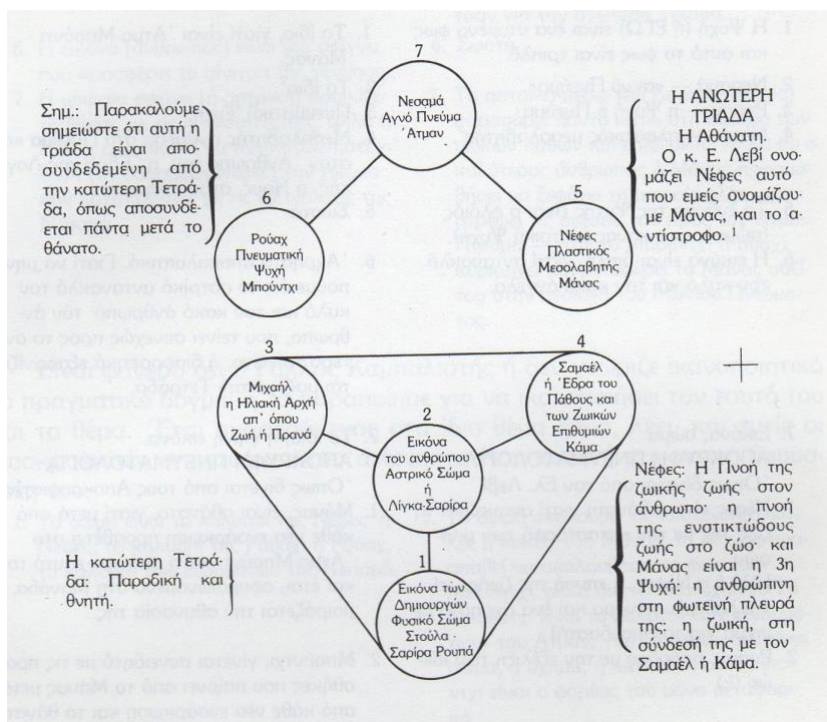 7
Νεσαμά
Αγνό Πνεύμα
Ἄτμαν
Σημ.: Παρακαλούμε,
σημειώστε ότι αυτή η
τριάδα είναι απο-
συνδεδεμένη από
την κατώτερη Τετρά-
δα, όπως αποσυνδέ-
εται πάντα μετά το
θάνατο.
Η ΑΝΩΤΕΡΗ
ΤΡΙΑΔΑ
Η Αθάνατη.
Ο κ. Ε. Λεβί ονο-
μάζει Νέφες αυτό
που εμείς ονομάζου-
με Μάνας, και το α-
ντίστροφο. 1
6
Ρούαχ
Πνευματική
Ψυχή
Μπούντχι
5
Νέφες
Πλαστικός
Μεσολαβητής
Μάνας
3
Μιχαήλ
η Ηλιακή Αρχή
απ' όπου
Ζωή ή Πράνα
4
Σαμαέλ
ή Έδρα του
Πάθους και
των Ζωικών
Επιθυμιών
Κάμα
2
Εικόνα
του ανθρώπου
Αστρικό Σώμα
ή
Λίνκα Σαρίρα
1
Εικόνα των
Δημιουργών
Φυσικό Σώμα
Στούλα
Σαρίρα Ρουπά
Η κατώτερη Τετρά-
δα: Παροδική και
θνητή.
Νέφες: Η Πνοή της
ζωικής ζωής στον
άνθρωπο· η πνοή
της ενστικτώδους
ζωής στο ζώο· και
Μάνας είναι η 3η
Ψυχή: η ανθρώπινη
στη φωτεινή πλευρά
της· η ζωική, στη
σύνδεσή της με τον
Σαμαέλ ή Κάμα.